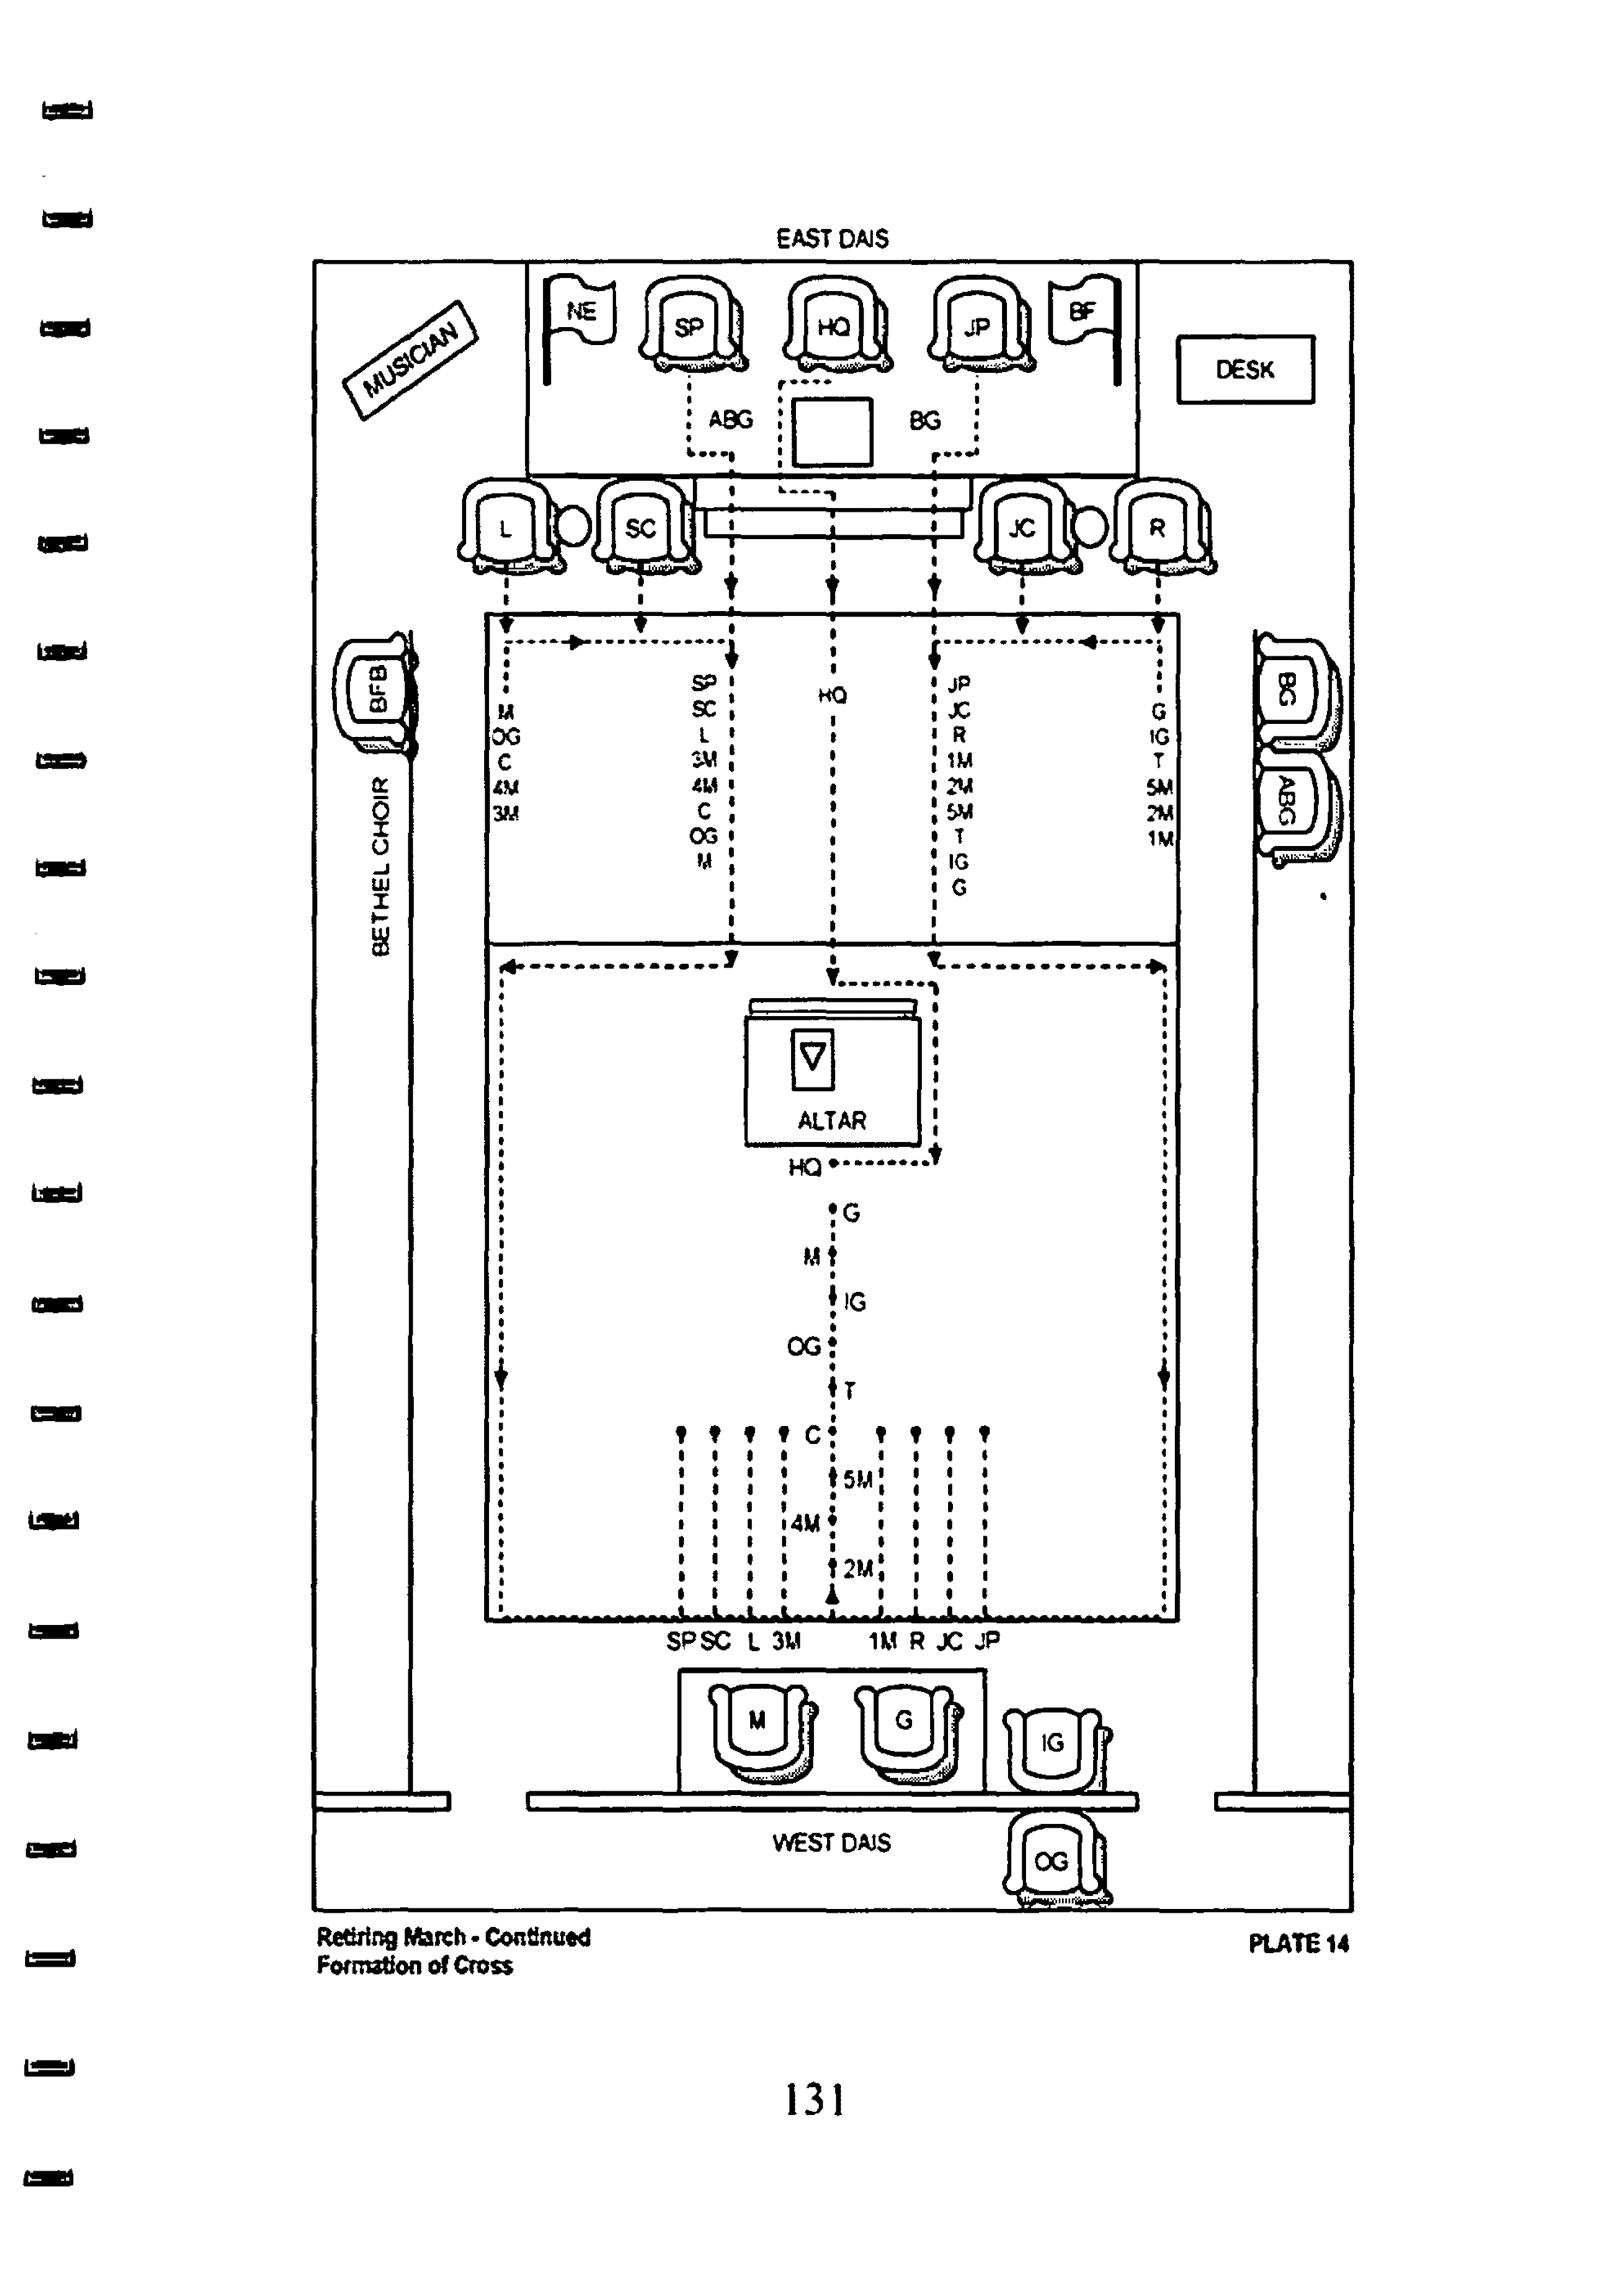 EAST DAIS
NE SP HQ JP BF
MUSICIAN
DESK
ABG BG
L SC JC R
BFB
BG
ABG
BETHEL CHOIR
M
OG
C
4M
3M
SP
SC
L
3M
4M
C
OG
M
HQ
JP
JC
R
1M
2M
5M
T
IG
G
G
IG
T
5M
2M
1M
ALTAR
HQ
G
M
IG
OG
T
C
5M
4M
2M
SP SC L 3M 1M R JC JP
M G IG
WEST DAIS
OG
Retiring March - Continued
Formation of Cross
PLATE 14
131